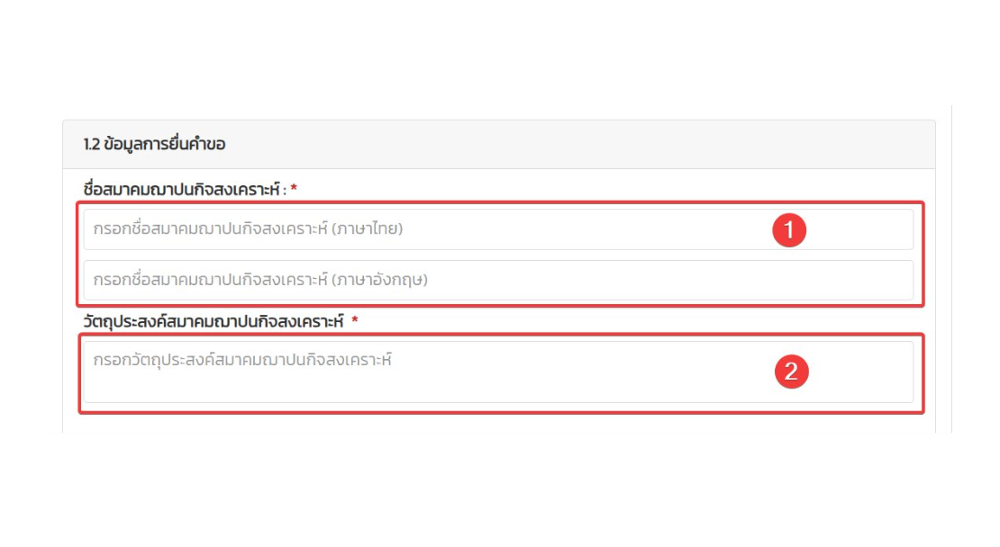 1.2 ข้อมูลการยื่นคำขอ
ชื่อสมาคมฌาปนกิจสงเคราะห์ : *
กรอกชื่อสมาคมฌาปนกิจสงเคราะห์ (ภาษาไทย)
1
กรอกชื่อสมาคมฌาปนกิจสงเคราะห์ (ภาษาอังกฤษ)
วัตถุประสงค์สมาคมฌาปนกิจสงเคราะห์ *
กรอกวัตถุประสงค์สมาคมฌาปนกิจสงเคราะห์
2